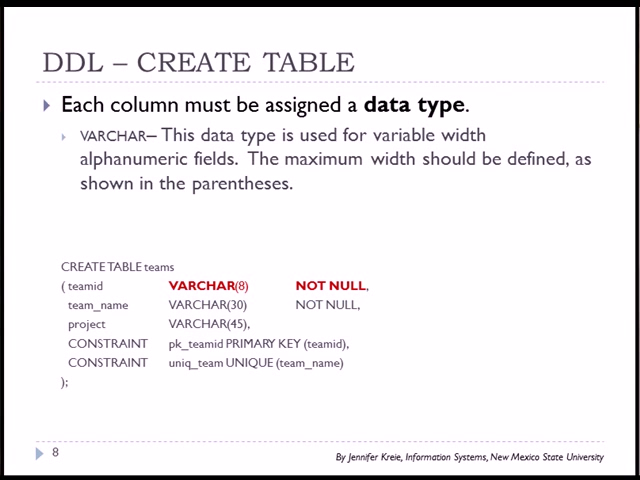 DDL – CREATE TABLE
Each column must be assigned a data type.
VARCHAR– This data type is used for variable width
alphanumeric fields. The maximum width should be defined, as
shown in the parentheses.
CREATE TABLE teams
( teamid VARCHAR(8) NOT NULL,
team_name VARCHAR(30) NOT NULL,
project VARCHAR(45),
CONSTRAINT pk_teamid PRIMARY KEY (teamid),
CONSTRAINT uniq_team UNIQUE (team_name)
);
8 By Jennifer Kreie, Information Systems, New Mexico State University